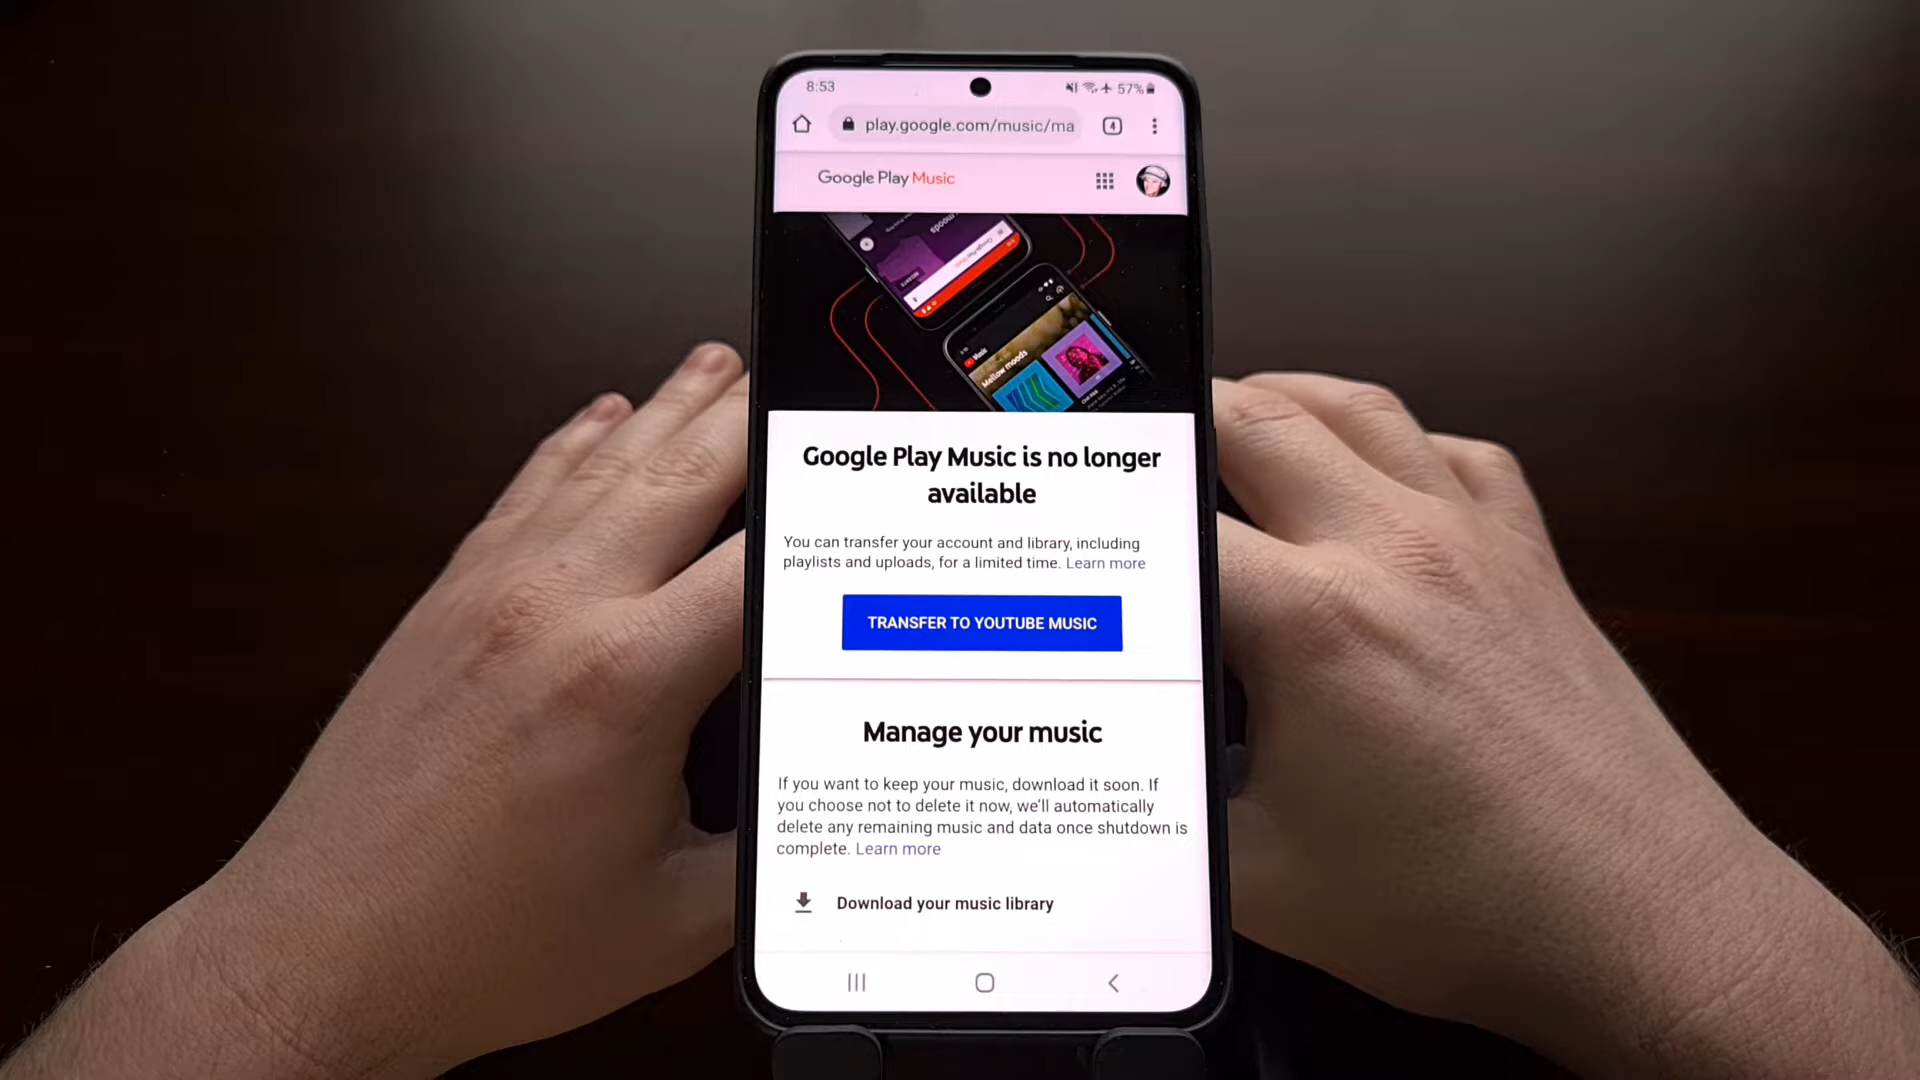 8:53
57%
play.google.com/music/ma
4
Google Play Music
Music
Mellow moods
Google Play Music is no longer
available
You can transfer your account and library, including
playlists and uploads, for a limited time. Learn more
TRANSFER TO YOUTUBE MUSIC
Manage your music
If you want to keep your music, download it soon. If
you choose not to delete it now, we'll automatically
delete any remaining music and data once shutdown is
complete. Learn more
Download your music library